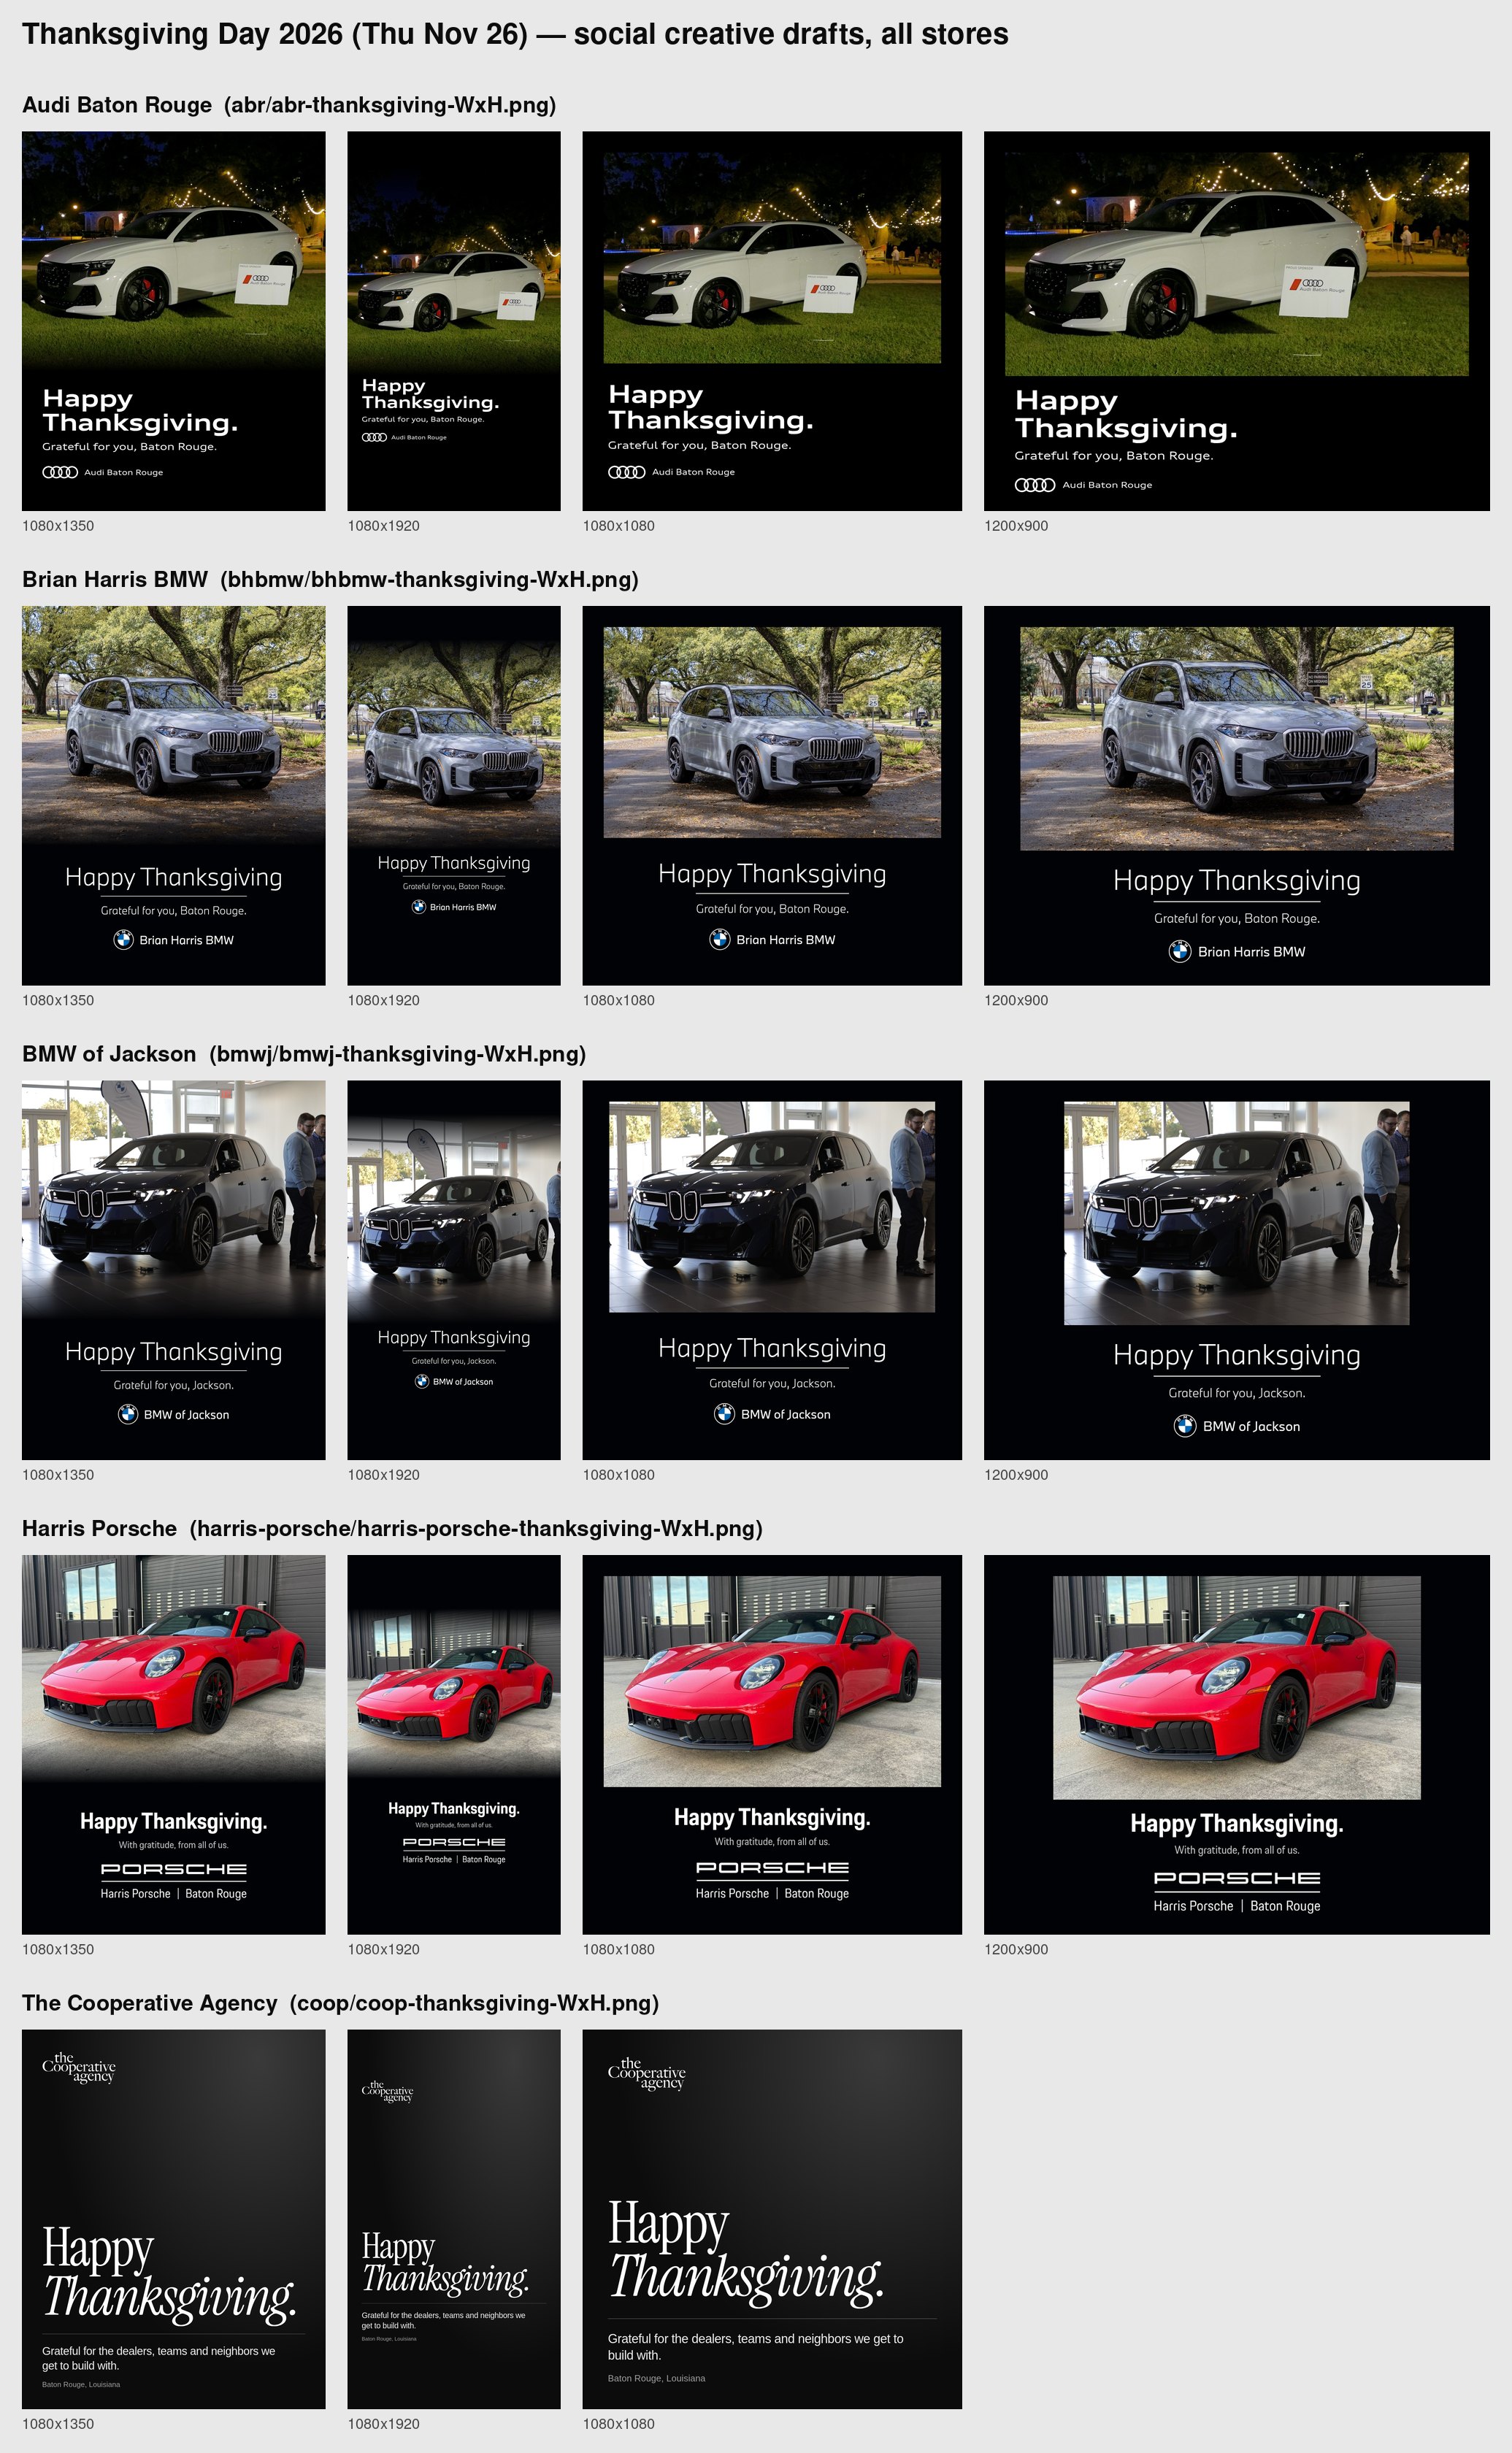 Thanksgiving Day 2026 (Thu Nov 26) — social creative drafts, all stores
Audi Baton Rouge (abr/abr-thanksgiving-WxH.png)
Audi Baton Rouge
Happy
Thanksgiving.
Grateful for you, Baton Rouge.
Audi Baton Rouge
1080x1350
Happy
Thanksgiving.
Grateful for you, Baton Rouge.
Audi Baton Rouge
1080x1920
Audi Baton Rouge
Happy
Thanksgiving.
Grateful for you, Baton Rouge.
Audi Baton Rouge
1080x1080
Audi Baton Rouge
Happy
Thanksgiving.
Grateful for you, Baton Rouge.
Audi Baton Rouge
1200x900
Brian Harris BMW (bhbmw/bhbmw-thanksgiving-WxH.png)
25
Happy Thanksgiving
Grateful for you, Baton Rouge.
Brian Harris BMW
1080x1350
Happy Thanksgiving
Grateful for you, Baton Rouge.
Brian Harris BMW
1080x1920
25
Happy Thanksgiving
Grateful for you, Baton Rouge.
Brian Harris BMW
1080x1080
25
Happy Thanksgiving
Grateful for you, Baton Rouge.
Brian Harris BMW
1200x900
BMW of Jackson (bmwj/bmwj-thanksgiving-WxH.png)
Happy Thanksgiving
Grateful for you, Jackson.
BMW of Jackson
1080x1350
Happy Thanksgiving
Grateful for you, Jackson.
BMW of Jackson
1080x1920
Happy Thanksgiving
Grateful for you, Jackson.
BMW of Jackson
1080x1080
Happy Thanksgiving
Grateful for you, Jackson.
BMW of Jackson
1200x900
Harris Porsche (harris-porsche/harris-porsche-thanksgiving-WxH.png)
Happy Thanksgiving.
With gratitude, from all of us.
PORSCHE
Harris Porsche | Baton Rouge
1080x1350
Happy Thanksgiving.
With gratitude, from all of us.
PORSCHE
Harris Porsche | Baton Rouge
1080x1920
Happy Thanksgiving.
With gratitude, from all of us.
PORSCHE
Harris Porsche | Baton Rouge
1080x1080
Happy Thanksgiving.
With gratitude, from all of us.
PORSCHE
Harris Porsche | Baton Rouge
1200x900
The Cooperative Agency (coop/coop-thanksgiving-WxH.png)
the
Cooperative
agency
Happy
Thanksgiving.
Grateful for the dealers, teams and neighbors we
get to build with.
Baton Rouge, Louisiana
1080x1350
the
Cooperative
agency
Happy
Thanksgiving.
Grateful for the dealers, teams and neighbors we
get to build with.
Baton Rouge, Louisiana
1080x1920
the
Cooperative
agency
Happy
Thanksgiving.
Grateful for the dealers, teams and neighbors we get to
build with.
Baton Rouge, Louisiana
1080x1080